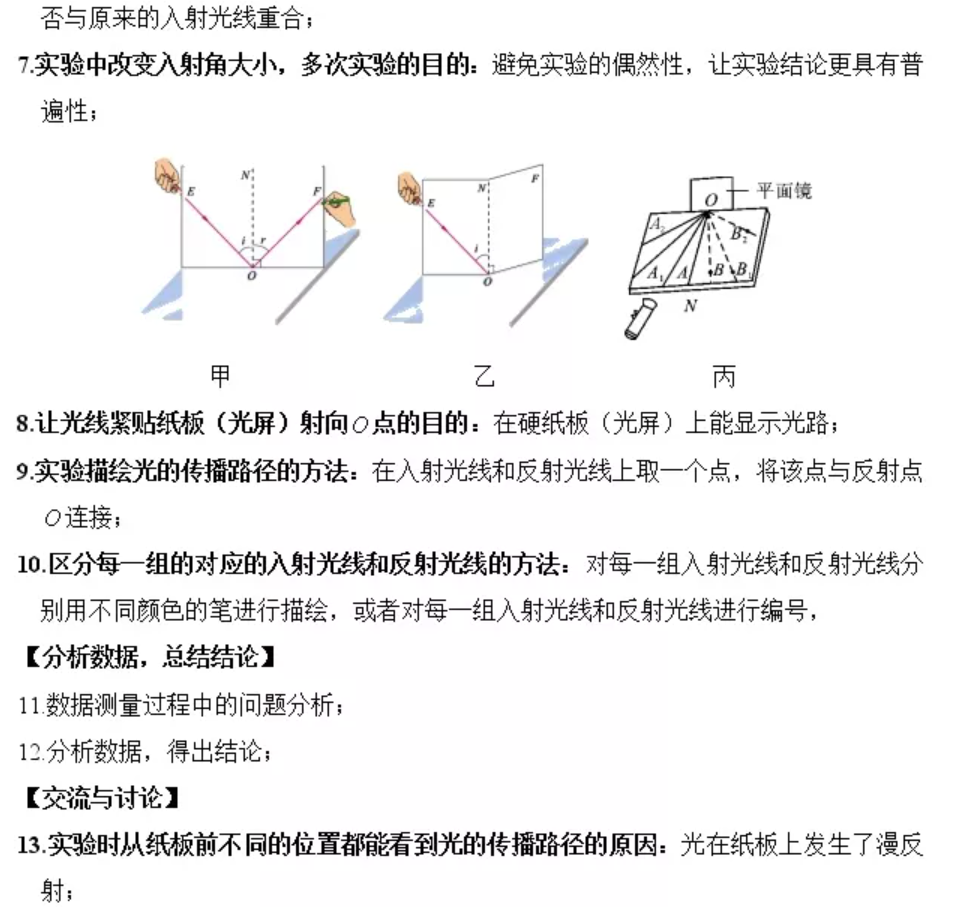 否与原来的入射光线重合；
7.实验中改变入射角大小，多次实验的目的：避免实验的偶然性，让实验结论更具有普
遍性；
E N F i r O
E N F i O
O 平面镜 A2 A1 A B B1 B2 N
甲 乙 丙
8.让光线紧贴纸板（光屏）射向O点的目的：在硬纸板（光屏）上能显示光路；
9.实验描绘光的传播路径的方法：在入射光线和反射光线上取一个点，将该点与反射点
O连接；
10.区分每一组的对应的入射光线和反射光线的方法：对每一组入射光线和反射光线分
别用不同颜色的笔进行描绘，或者对每一组入射光线和反射光线进行编号，
【分析数据，总结结论】
11.数据测量过程中的问题分析；
12.分析数据，得出结论；
【交流与讨论】
13.实验时从纸板前不同的位置都能看到光的传播路径的原因：光在纸板上发生了漫反
射；